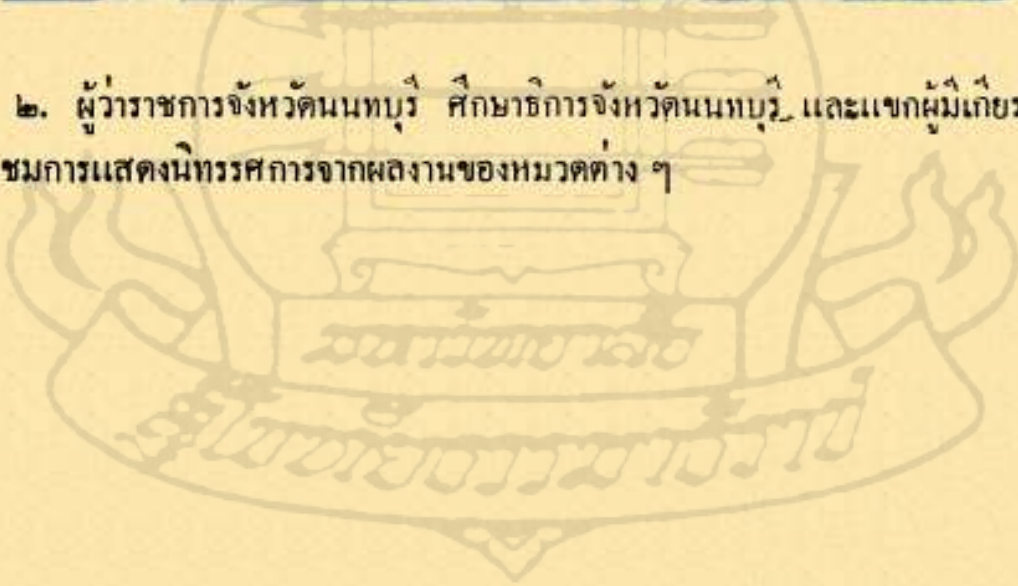 ๒. ผู้ว่าราชการจังหวัดนนทบุรี ศึกษาธิการจังหวัดนนทบุรี และแขกผู้มีเกียร
ชมการแสดงนิทรรศการจากผลงานของหมวดต่าง ๆ